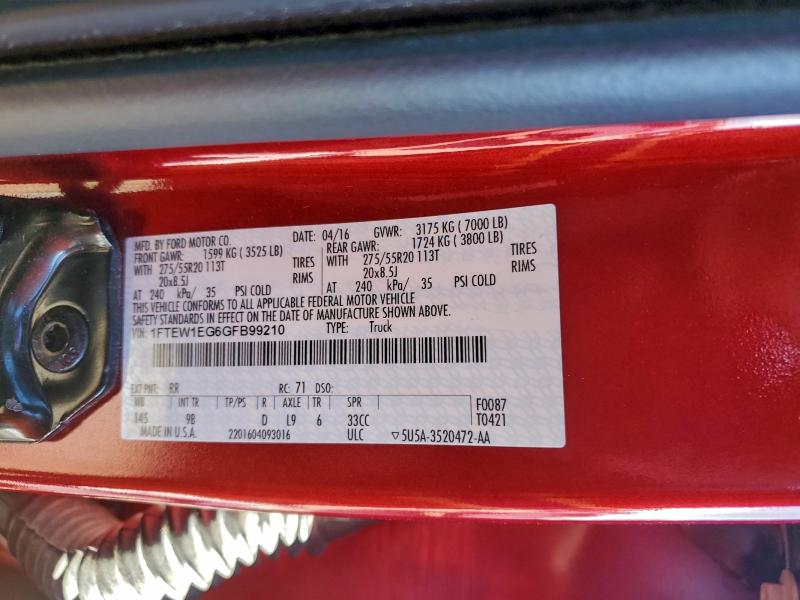 MFD. BY FORD MOTOR CO. DATE: 04/16 GVWR: 3175 KG ( 7000 LB)
FRONT GAWR: 1599 KG ( 3525 LB) REAR GAWR: 1724 KG ( 3800 LB)
WITH 275/55R20 113T TIRES WITH 275/55R20 113T TIRES
20x8.5J RIMS 20x8.5J RIMS
AT 240 kPa/ 35 PSI COLD AT 240 kPa/ 35 PSI COLD
THIS VEHICLE CONFORMS TO ALL APPLICABLE FEDERAL MOTOR VEHICLE
SAFETY STANDARDS IN EFFECT ON THE DATE OF MANUFACTURE SHOWN ABOVE.
VIN: 1FTEW1EG6GFB99210 TYPE: Truck
EXT PNT: RR RC: 71 DSO:
WB INT TR TP/PS R AXLE TR SPR F0087
145 9B D L9 6 33CC T0421
MADE IN U.S.A. 2201604093016 ULC ▽5U5A-3520472-AA